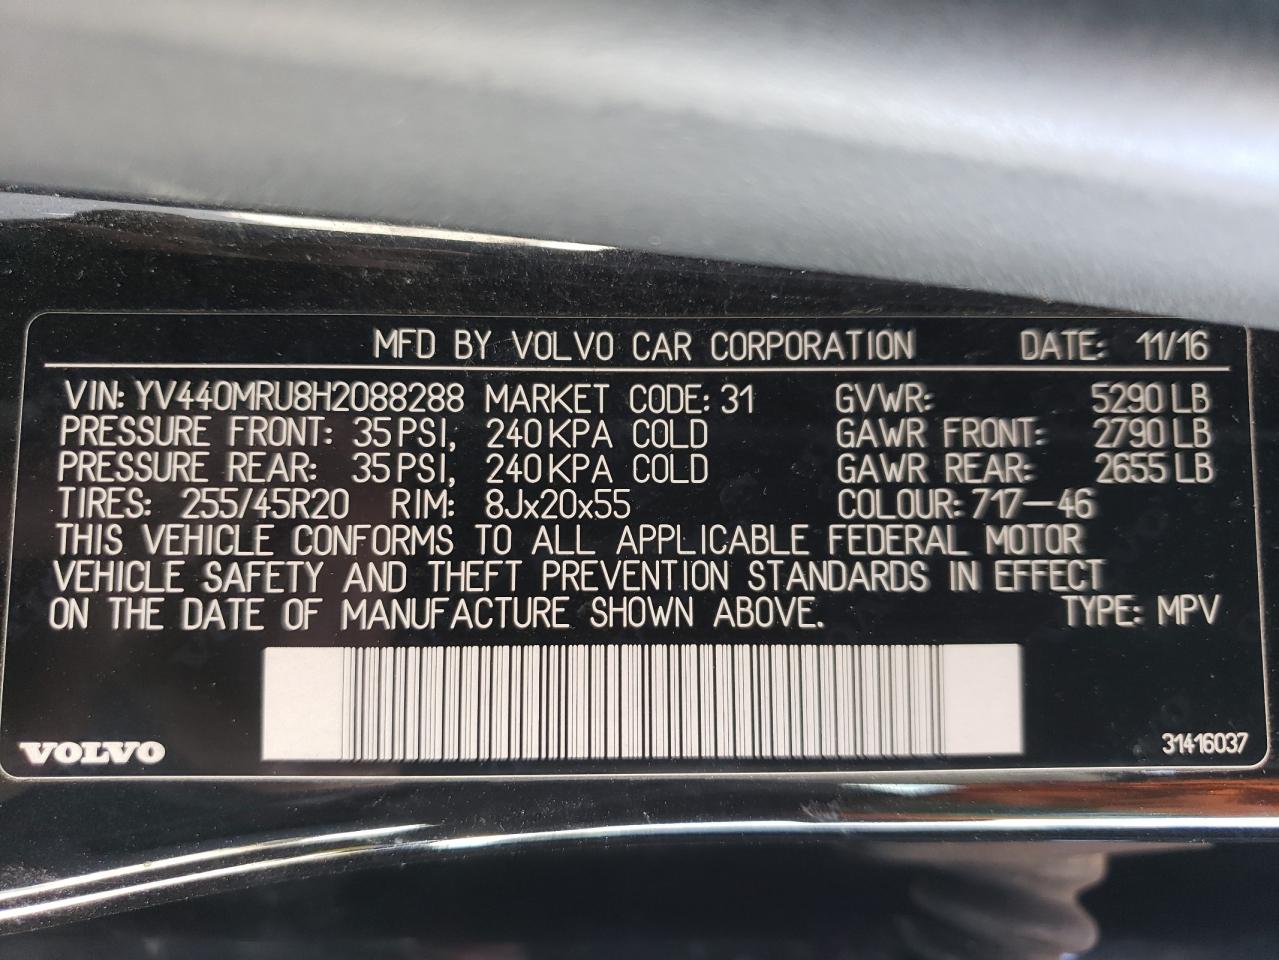 MFD BY VOLVO CAR CORPORATION DATE: 11/16
VIN: YV440MRU8H2088288 MARKET CODE: 31 GVWR: 5290 LB
PRESSURE FRONT: 35 PSI, 240 KPA COLD GAWR FRONT: 2790 LB
PRESSURE REAR: 35 PSI, 240 KPA COLD GAWR REAR: 2655 LB
TIRES: 255/45R20 RIM: 8Jx20x55 COLOUR: 717-46
THIS VEHICLE CONFORMS TO ALL APPLICABLE FEDERAL MOTOR
VEHICLE SAFETY AND THEFT PREVENTION STANDARDS IN EFFECT
ON THE DATE OF MANUFACTURE SHOWN ABOVE. TYPE: MPV
VOLVO 31416037